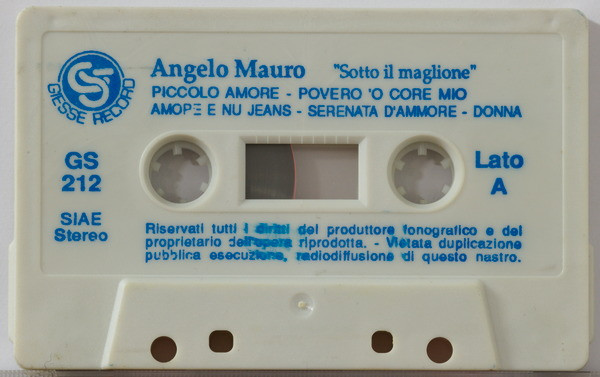 GIESSE RECORD
Angelo Mauro "Sotto il maglione"
PICCOLO AMORE - POVERO 'O CORE MIO
AMORE E NU JEANS - SERENATA D'AMMORE - DONNA
GS
212
Lato
A
SIAE
Stereo
Riservati tutti i diritti del produttore fonografico e del
proprietario dell'opera riprodotta. - Vietata duplicazione
pubblica esecuzione, radiodiffusione di questo nastro.